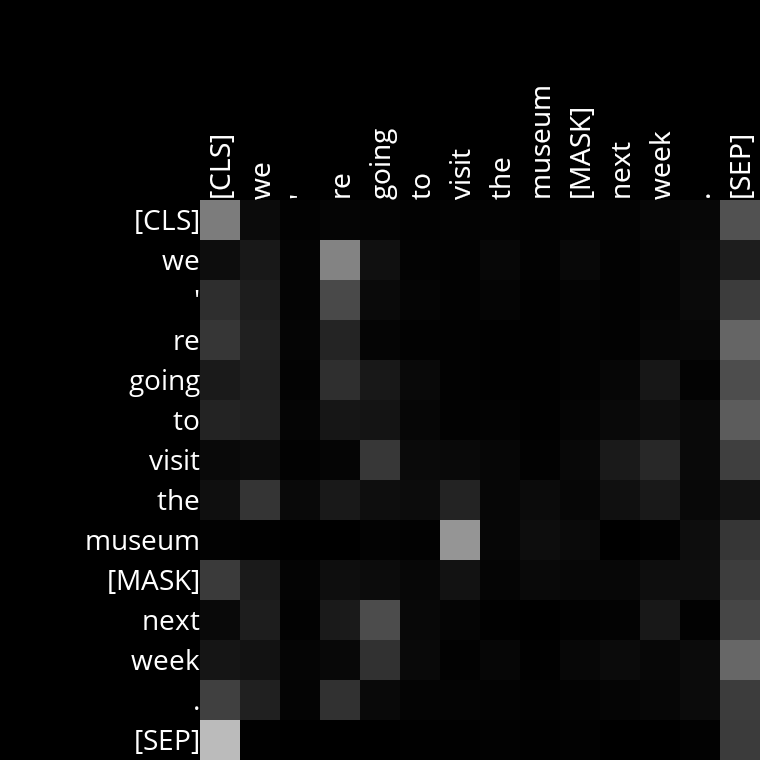 [CLS] we ' re going to visit the museum [MASK] next week . [SEP]
[CLS]
we
'
re
going
to
visit
the
museum
[MASK]
next
week
.
[SEP]